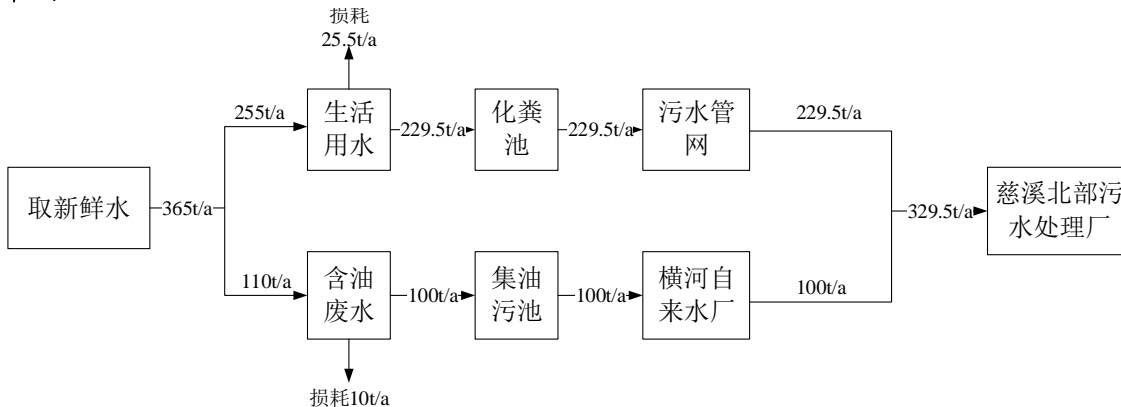 损耗
25.5t/a
255t/a
生活
用水
229.5t/a
化粪
池
229.5t/a
污水管
网
229.5t/a
取新鲜水
365t/a
329.5t/a
慈溪北部污
水处理厂
110t/a
含油
废水
100t/a
集油
污池
100t/a
横河自
来水厂
100t/a
损耗10t/a